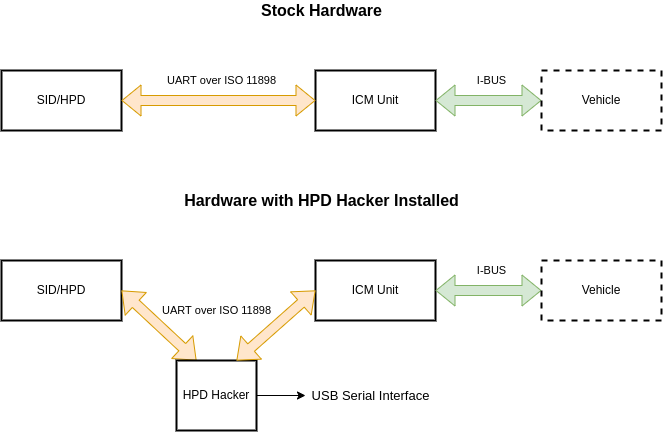 Stock Hardware
UART over ISO 11898
I-BUS
SID/HPD
ICM Unit
Vehicle
Hardware with HPD Hacker Installed
I-BUS
SID/HPD
ICM Unit
Vehicle
UART over ISO 11898
HPD Hacker
USB Serial Interface